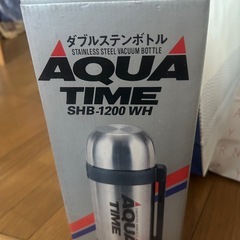 ダブルステンボトル
STAINLESS STEEL VACUUM BOTTLE
AQUA
TIME
SHB-1200 WH
AQUA
TIME